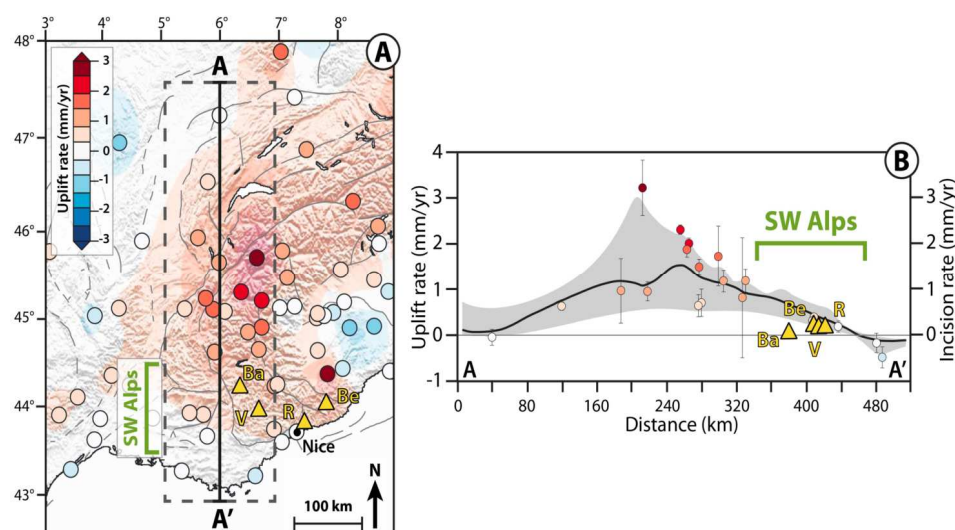 3° 4° 5° 6° 7° 8°
48°
47°
46°
45°
44°
43°
A
Uplift rate (mm/yr)
3
2
1
0
-1
-2
-3
A
A'
SW Alps
Ba
V
R
Be
Nice
N
100 km
B
Uplift rate (mm/yr)
4
3
2
1
0
-1
Incision rate (mm/yr)
3
2
1
0
SW Alps
Ba
Be
V
R
A
A'
0 80 160 240 320 400 480
Distance (km)